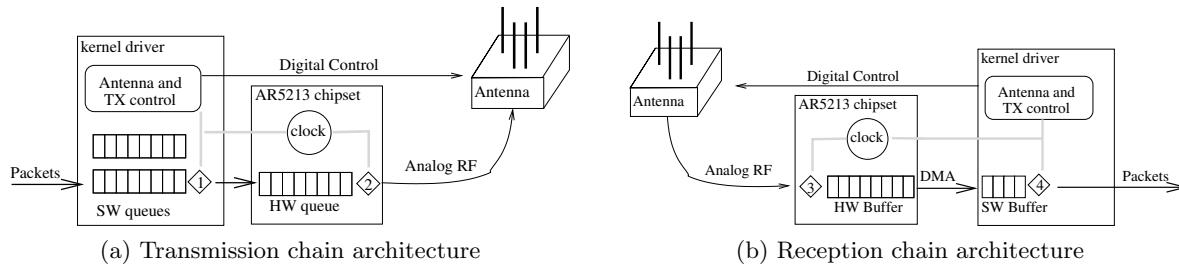 kernel driver
Antenna and
TX control
Digital Control
Antenna
AR5213 chipset
clock
Packets
1
2
Analog RF
SW queues
HW queue
(a) Transmission chain architecture
Antenna
Digital Control
kernel driver
Antenna and
TX control
AR5213 chipset
clock
Analog RF
3
DMA
4
Packets
HW Buffer
SW Buffer
(b) Reception chain architecture